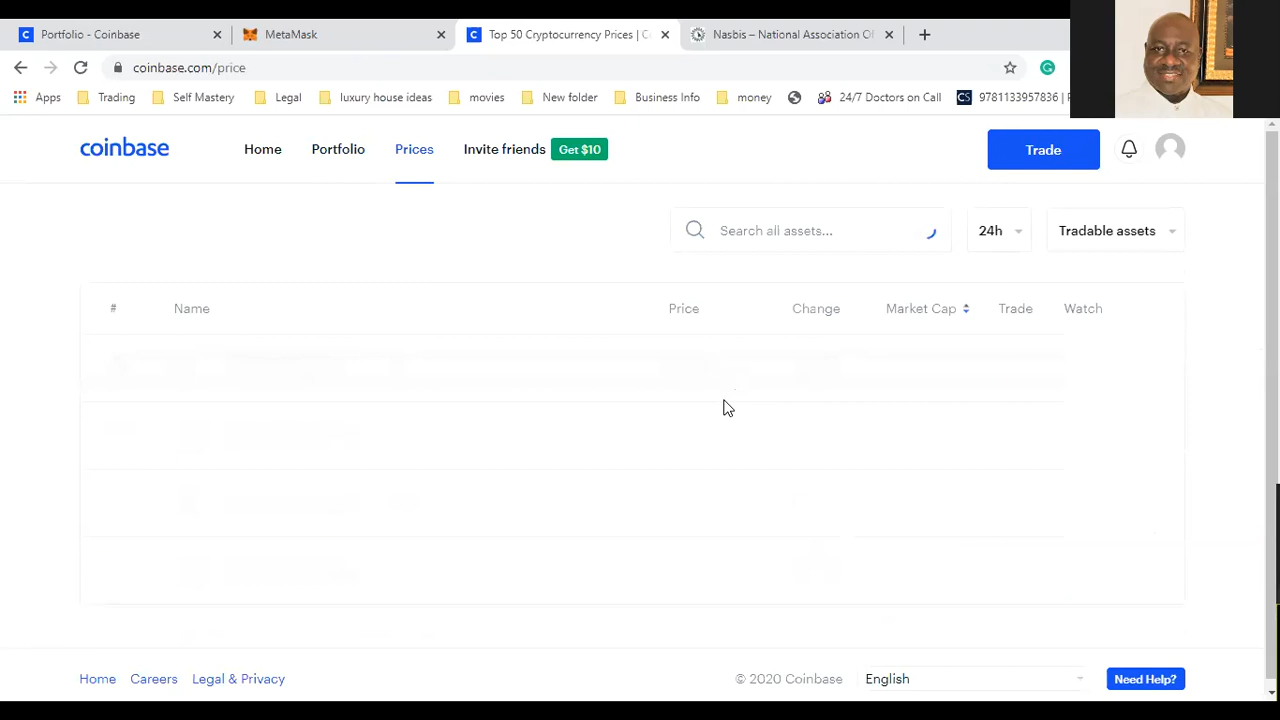 Portfolio - Coinbase
MetaMask
Top 50 Cryptocurrency Prices | C
Nasbis – National Association Of
coinbase.com/price
Apps
Trading
Self Mastery
Legal
luxury house ideas
movies
New folder
Business Info
money
24/7 Doctors on Call
CS 9781133957836 |
coinbase
Home
Portfolio
Prices
Invite friends
Get $10
Trade
Search all assets...
24h
Tradable assets
# Name Price Change Market Cap Trade Watch
Home
Careers
Legal & Privacy
© 2020 Coinbase
English
Need Help?